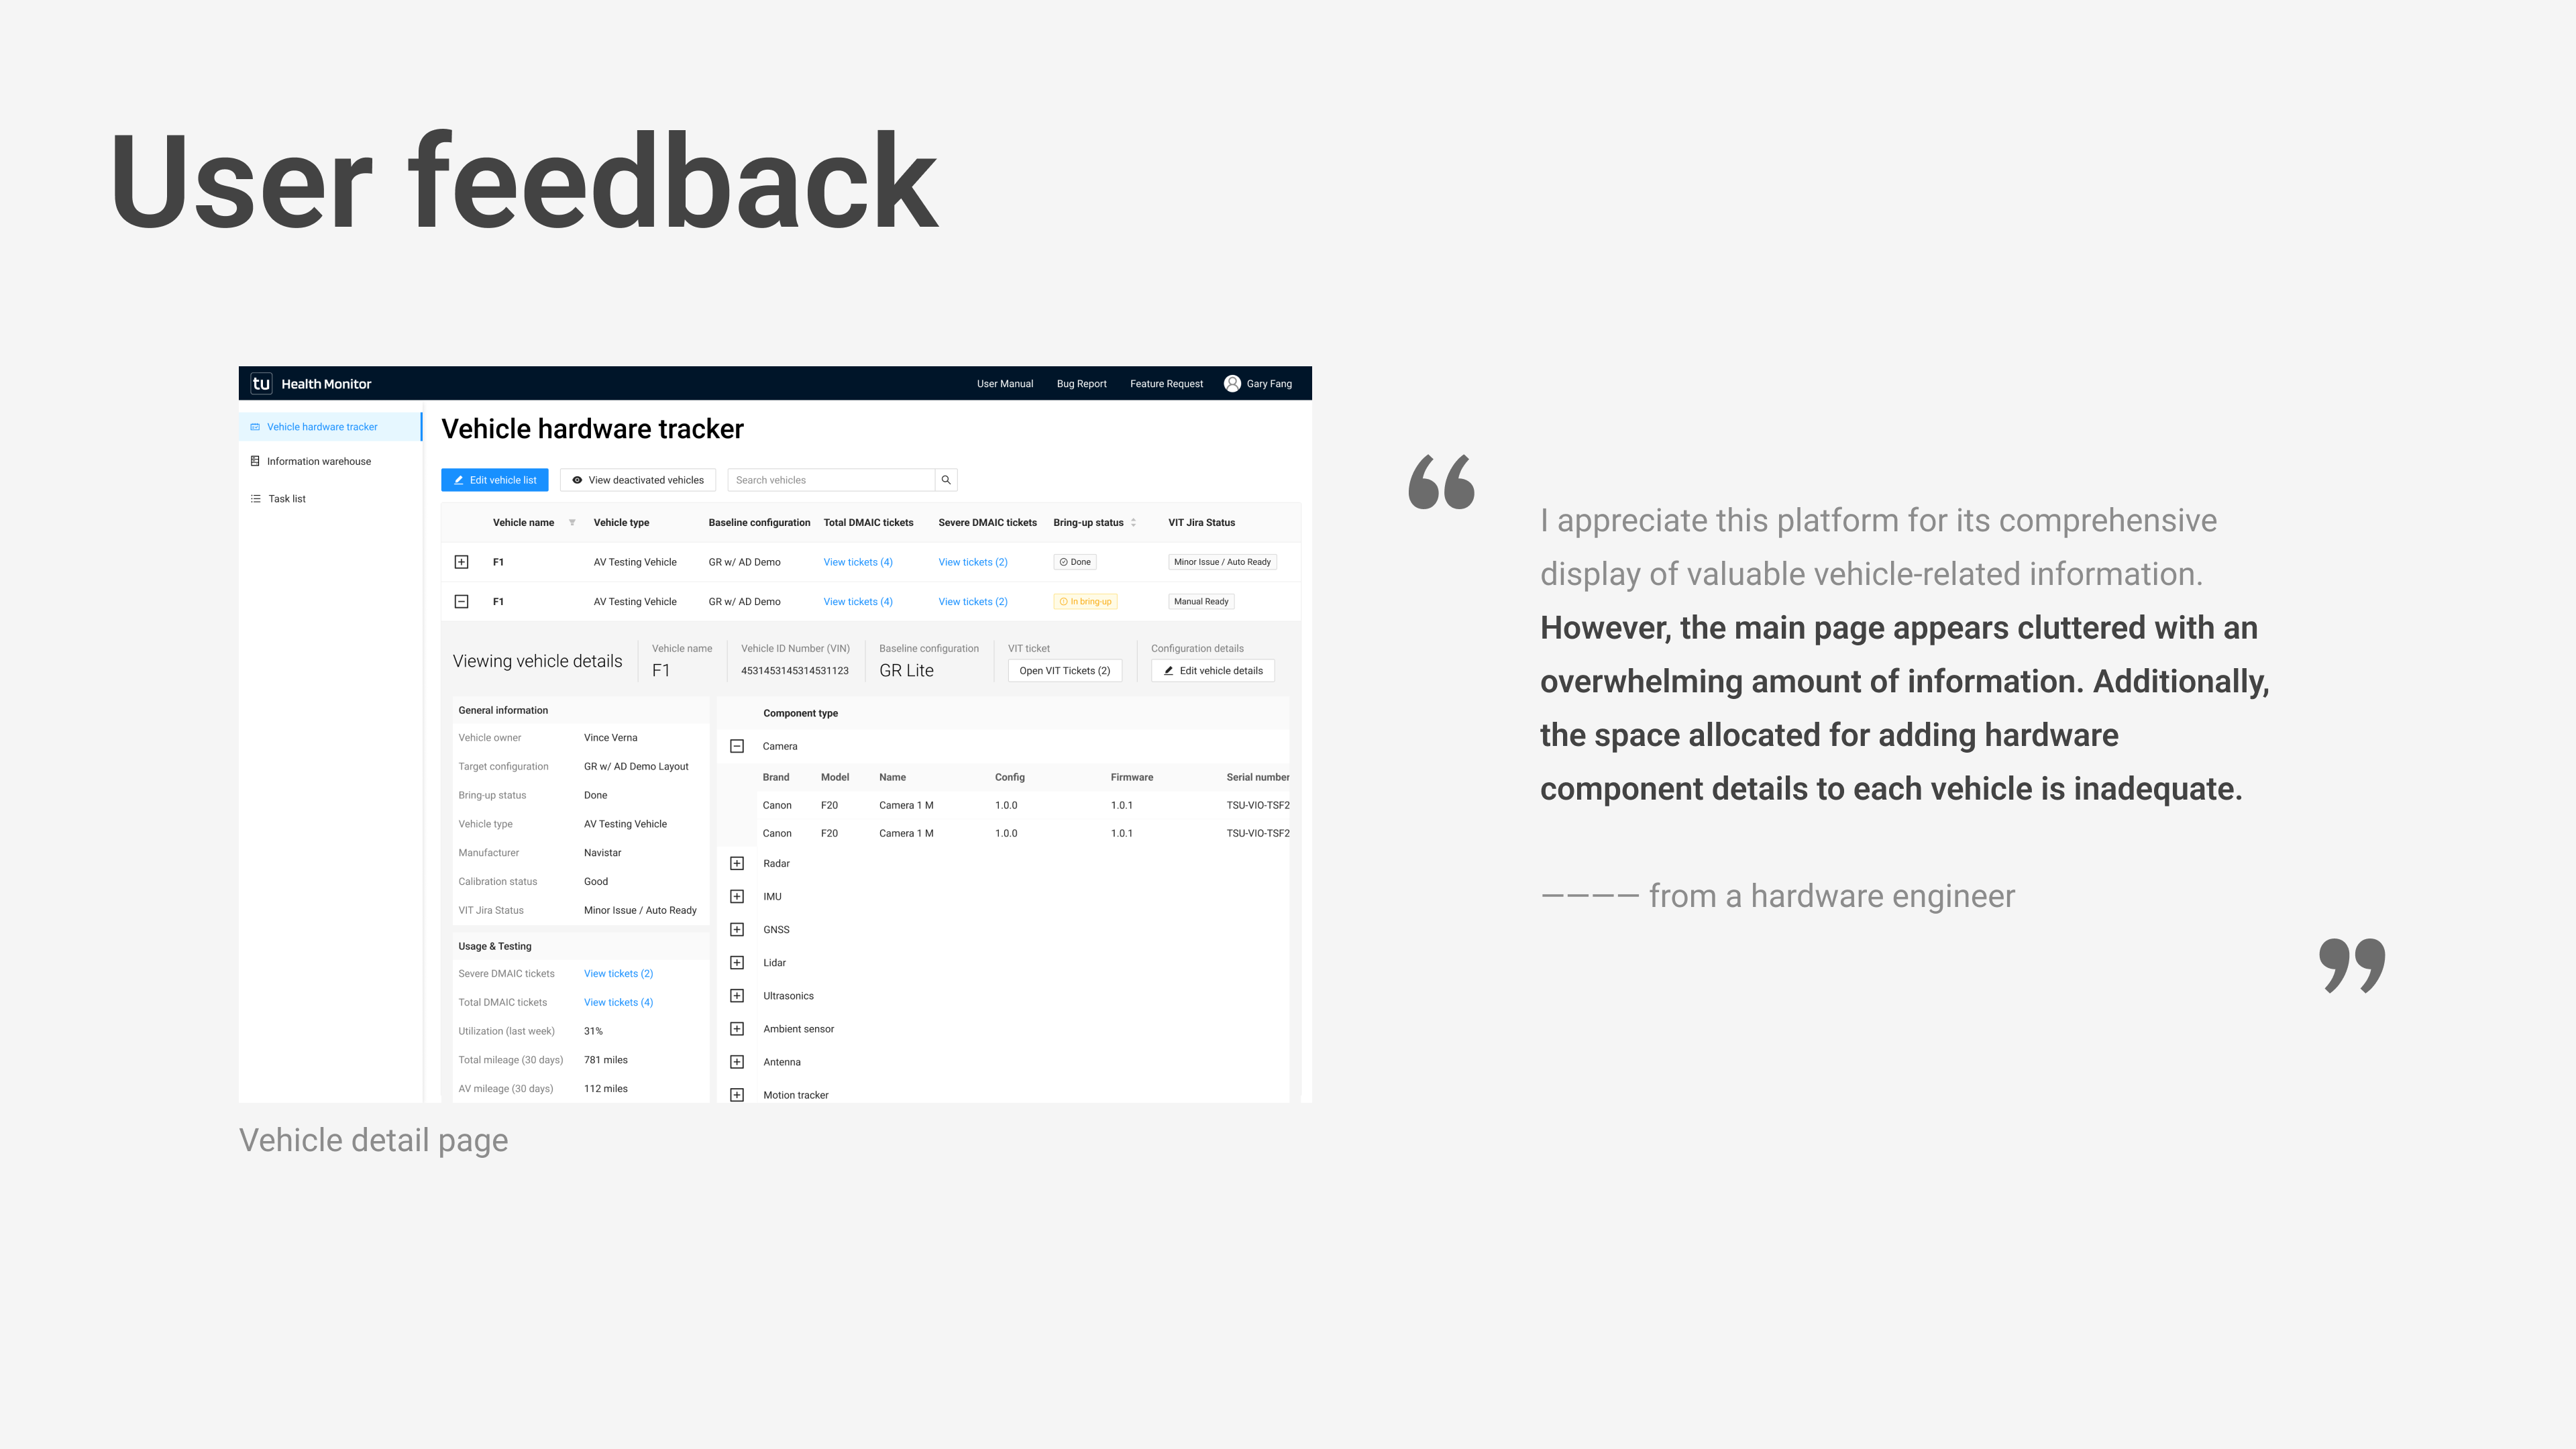 User feedback
tu Health Monitor
User Manual Bug Report Feature Request Gary Fang
Vehicle hardware tracker
Information warehouse
Task list
Vehicle hardware tracker
Edit vehicle list View deactivated vehicles Search vehicles
Vehicle name Vehicle type Baseline configuration Total DMAIC tickets Severe DMAIC tickets Bring-up status VIT Jira Status
F1 AV Testing Vehicle GR w/ AD Demo View tickets (4) View tickets (2) Done Minor Issue / Auto Ready
F1 AV Testing Vehicle GR w/ AD Demo View tickets (4) View tickets (2) In bring-up Manual Ready
Viewing vehicle details
Vehicle name
F1
Vehicle ID Number (VIN)
4531453145314531123
Baseline configuration
GR Lite
VIT ticket
Open VIT Tickets (2)
Configuration details
Edit vehicle details
General information
Vehicle owner Vince Verna
Target configuration GR w/ AD Demo Layout
Bring-up status Done
Vehicle type AV Testing Vehicle
Manufacturer Navistar
Calibration status Good
VIT Jira Status Minor Issue / Auto Ready
Usage & Testing
Severe DMAIC tickets View tickets (2)
Total DMAIC tickets View tickets (4)
Utilization (last week) 31%
Total mileage (30 days) 781 miles
AV mileage (30 days) 112 miles
Component type
Camera
Brand Model Name Config Firmware Serial number
Canon F20 Camera 1 M 1.0.0 1.0.1 TSU-VIO-TSF2
Canon F20 Camera 1 M 1.0.0 1.0.1 TSU-VIO-TSF2
Radar
IMU
GNSS
Lidar
Ultrasonics
Ambient sensor
Antenna
Motion tracker
Vehicle detail page
“
I appreciate this platform for its comprehensive
display of valuable vehicle-related information.
However, the main page appears cluttered with an
overwhelming amount of information. Additionally,
the space allocated for adding hardware
component details to each vehicle is inadequate.
———— from a hardware engineer
”